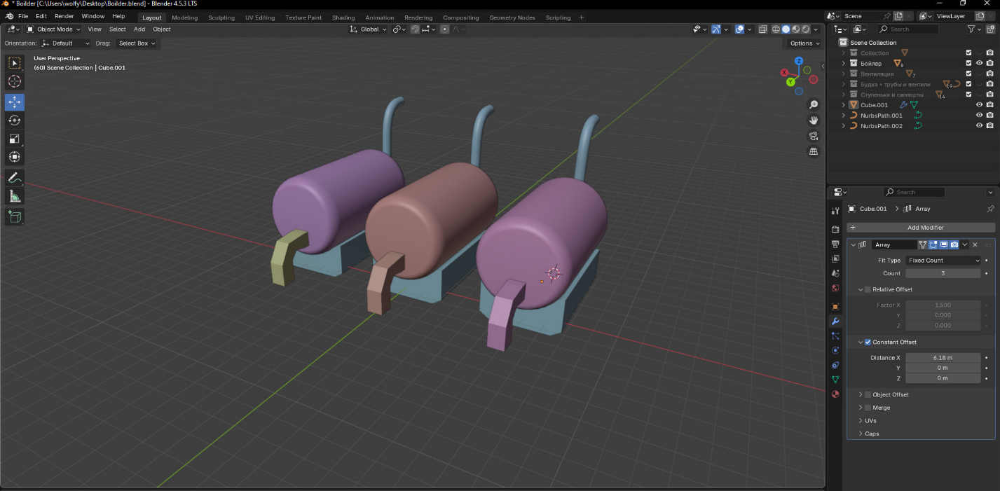 * Boilder [C:\Users\wolfy\Desktop\Boilder.blend] - Blender 4.5.3 LTS
File Edit Render Window Help Layout Modeling Sculpting UV Editing Texture Paint Shading Animation Rendering Compositing Geometry Nodes Scripting + Scene ViewLayer
Object Mode View Select Add Object Global Search
Orientation: Default Drag: Select Box Options
User Perspective
(60) Scene Collection | Cube.001
Z
X
Y
Scene Collection
Collection
Бойлер 8
Вентиляция 7
Будка + трубы и вентили 19
Ступеньки и саппорты 14
Cube.001
NurbsPath.001
NurbsPath.002
Search
Cube.001 > Array
+ Add Modifier
Array
Fit Type Fixed Count
Count 3
Relative Offset
Factor X 1.500
Y 0.000
Z 0.000
Constant Offset
Distance X 6.18 m
Y 0 m
Z 0 m
Object Offset
Merge
UVs
Caps